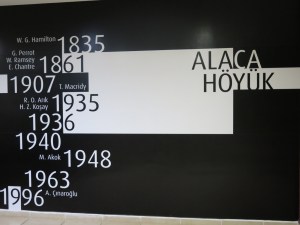 W. G. Hamilton 1835
G. Perrot
W. Ramsey
E. Chantre 1861
1907 T. Macridy
R. O. Arık
H. Z. Koşay 1935
1936
1940
M. Akok 1948
1963
1996 A. Çınaroğlu
ALACA
HÖYÜK